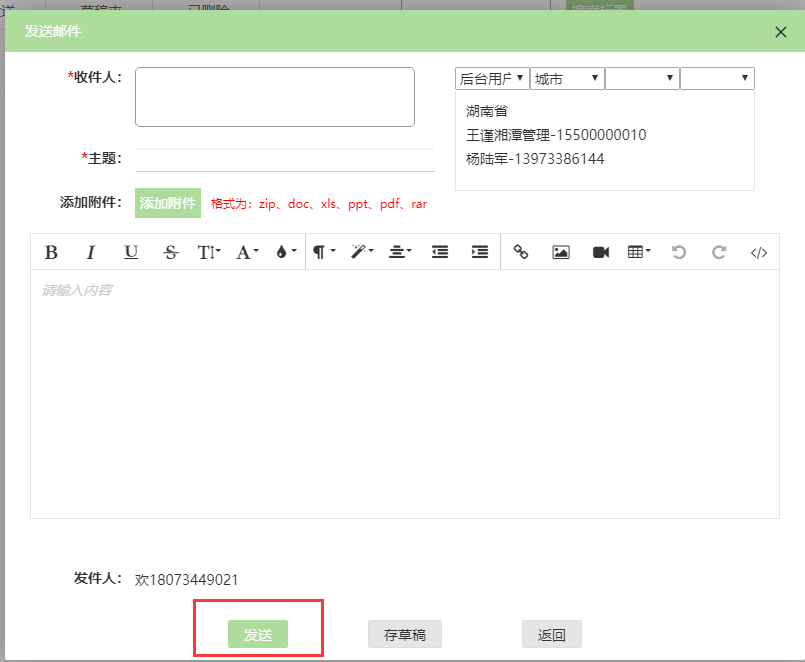 发送邮件
*收件人：
后台用户 城市
湖南省
王谨湘潭管理-15500000010
杨陆军-13973386144
*主题：
添加附件： 添加附件 格式为：zip、doc、xls、ppt、pdf、rar
B I U S T A ¶ </>
请输入内容
发件人： 欢18073449021
发送 存草稿 返回